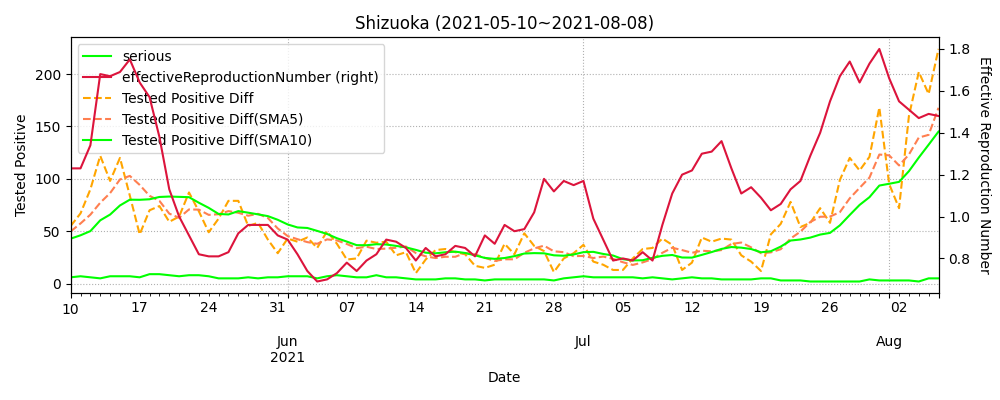 Shizuoka (2021-05-10~2021-08-08)
serious
effectiveReproductionNumber (right)
Tested Positive Diff
Tested Positive Diff(SMA5)
Tested Positive Diff(SMA10)
Tested Positive
200
150
100
50
0
1.8
1.6
1.4
1.2
1.0
0.8
Effective Reproduction Number
10 17 24 31 07 14 21 28 05 12 19 26 02
Jun Jul Aug
2021
Date